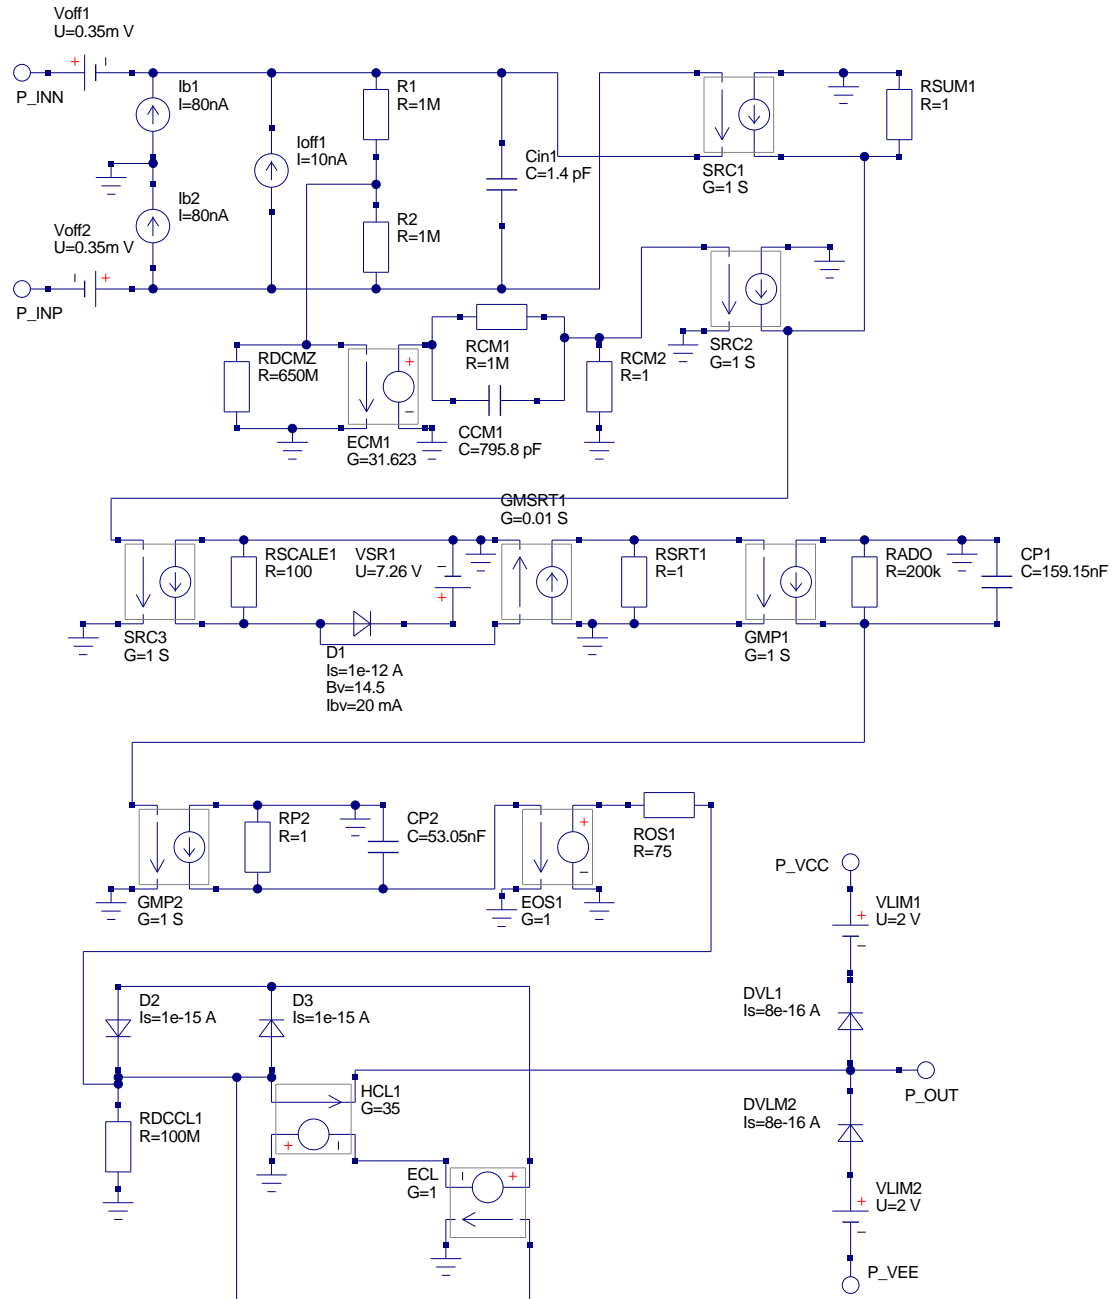 Voff1
U=0.35m V
P_INN
Ib1
I=80nA
Ioff1
I=10nA
R1
R=1M
Cin1
C=1.4 pF
SRC1
G=1 S
RSUM1
R=1
Ib2
I=80nA
R2
R=1M
Voff2
U=0.35m V
P_INP
RDCMZ
R=650M
ECM1
G=31.623
RCM1
R=1M
CCM1
C=795.8 pF
RCM2
R=1
SRC2
G=1 S
SRC3
G=1 S
RSCALE1
R=100
VSR1
U=7.26 V
D1
Is=1e-12 A
Bv=14.5
Ibv=20 mA
GMSRT1
G=0.01 S
RSRT1
R=1
GMP1
G=1 S
RADO
R=200k
CP1
C=159.15nF
GMP2
G=1 S
RP2
R=1
CP2
C=53.05nF
EOS1
G=1
ROS1
R=75
P_VCC
VLIM1
U=2 V
DVL1
Is=8e-16 A
D2
Is=1e-15 A
D3
Is=1e-15 A
HCL1
G=35
P_OUT
RDCCL1
R=100M
DVLM2
Is=8e-16 A
ECL
G=1
VLIM2
U=2 V
P_VEE